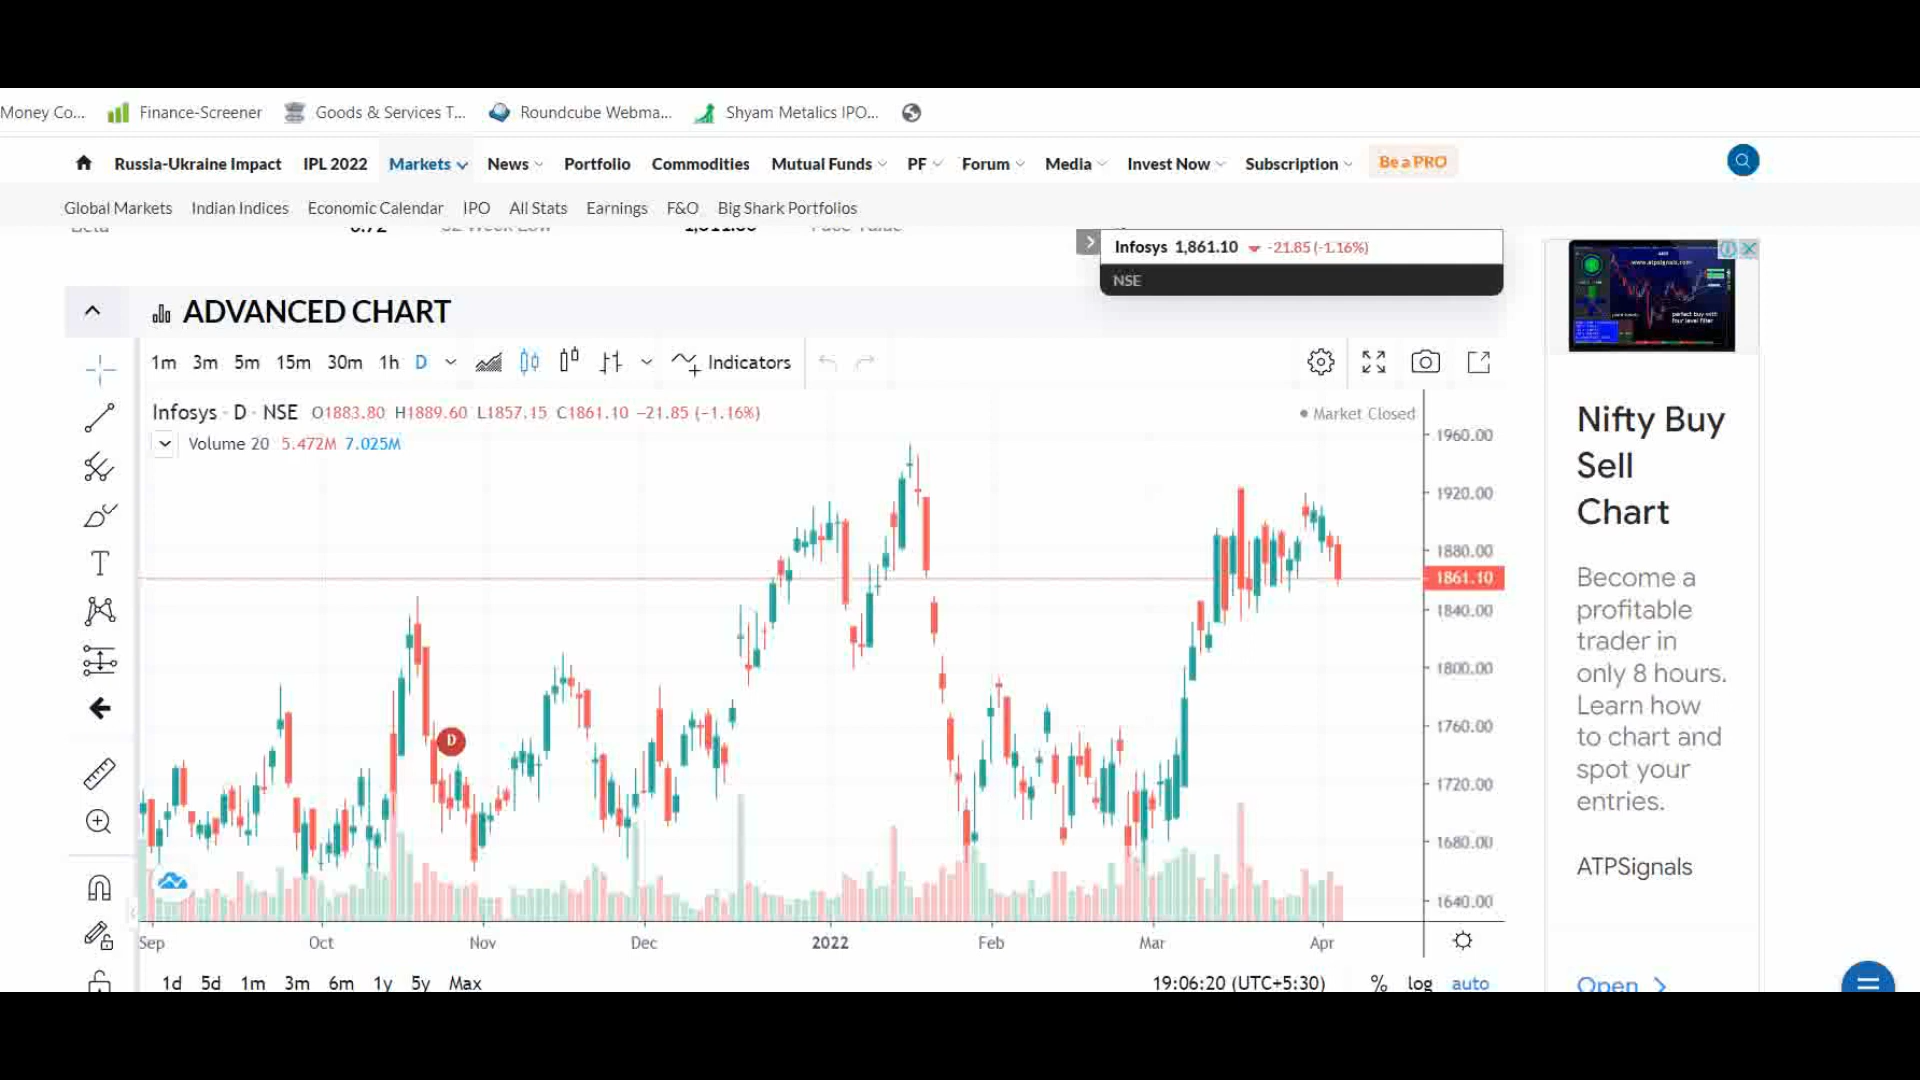 Money Co... Finance-Screener Goods & Services T... Roundcube Webma... Shyam Metalics IPO...
Russia-Ukraine Impact IPL 2022 Markets News Portfolio Commodities Mutual Funds PF Forum Media Invest Now Subscription Be a PRO
Global Markets Indian Indices Economic Calendar IPO All Stats Earnings F&O Big Shark Portfolios
Infosys 1,861.10 -21.85 (-1.16%)
NSE
ADVANCED CHART
1m 3m 5m 15m 30m 1h D Indicators
Infosys · D · NSE O1883.80 H1889.60 L1857.15 C1861.10 −21.85 (−1.16%)
Market Closed
Volume 20 5.472M 7.025M
1960.00
1920.00
1880.00
1861.10
1840.00
1800.00
1760.00
1720.00
1680.00
1640.00
D
T
Sep Oct Nov Dec 2022 Feb Mar Apr
1d 5d 1m 3m 6m 1y 5y Max 19:06:20 (UTC+5:30) % log auto
Nifty Buy
Sell
Chart
Become a
profitable
trader in
only 8 hours.
Learn how
to chart and
spot your
entries.
ATPSignals
Open